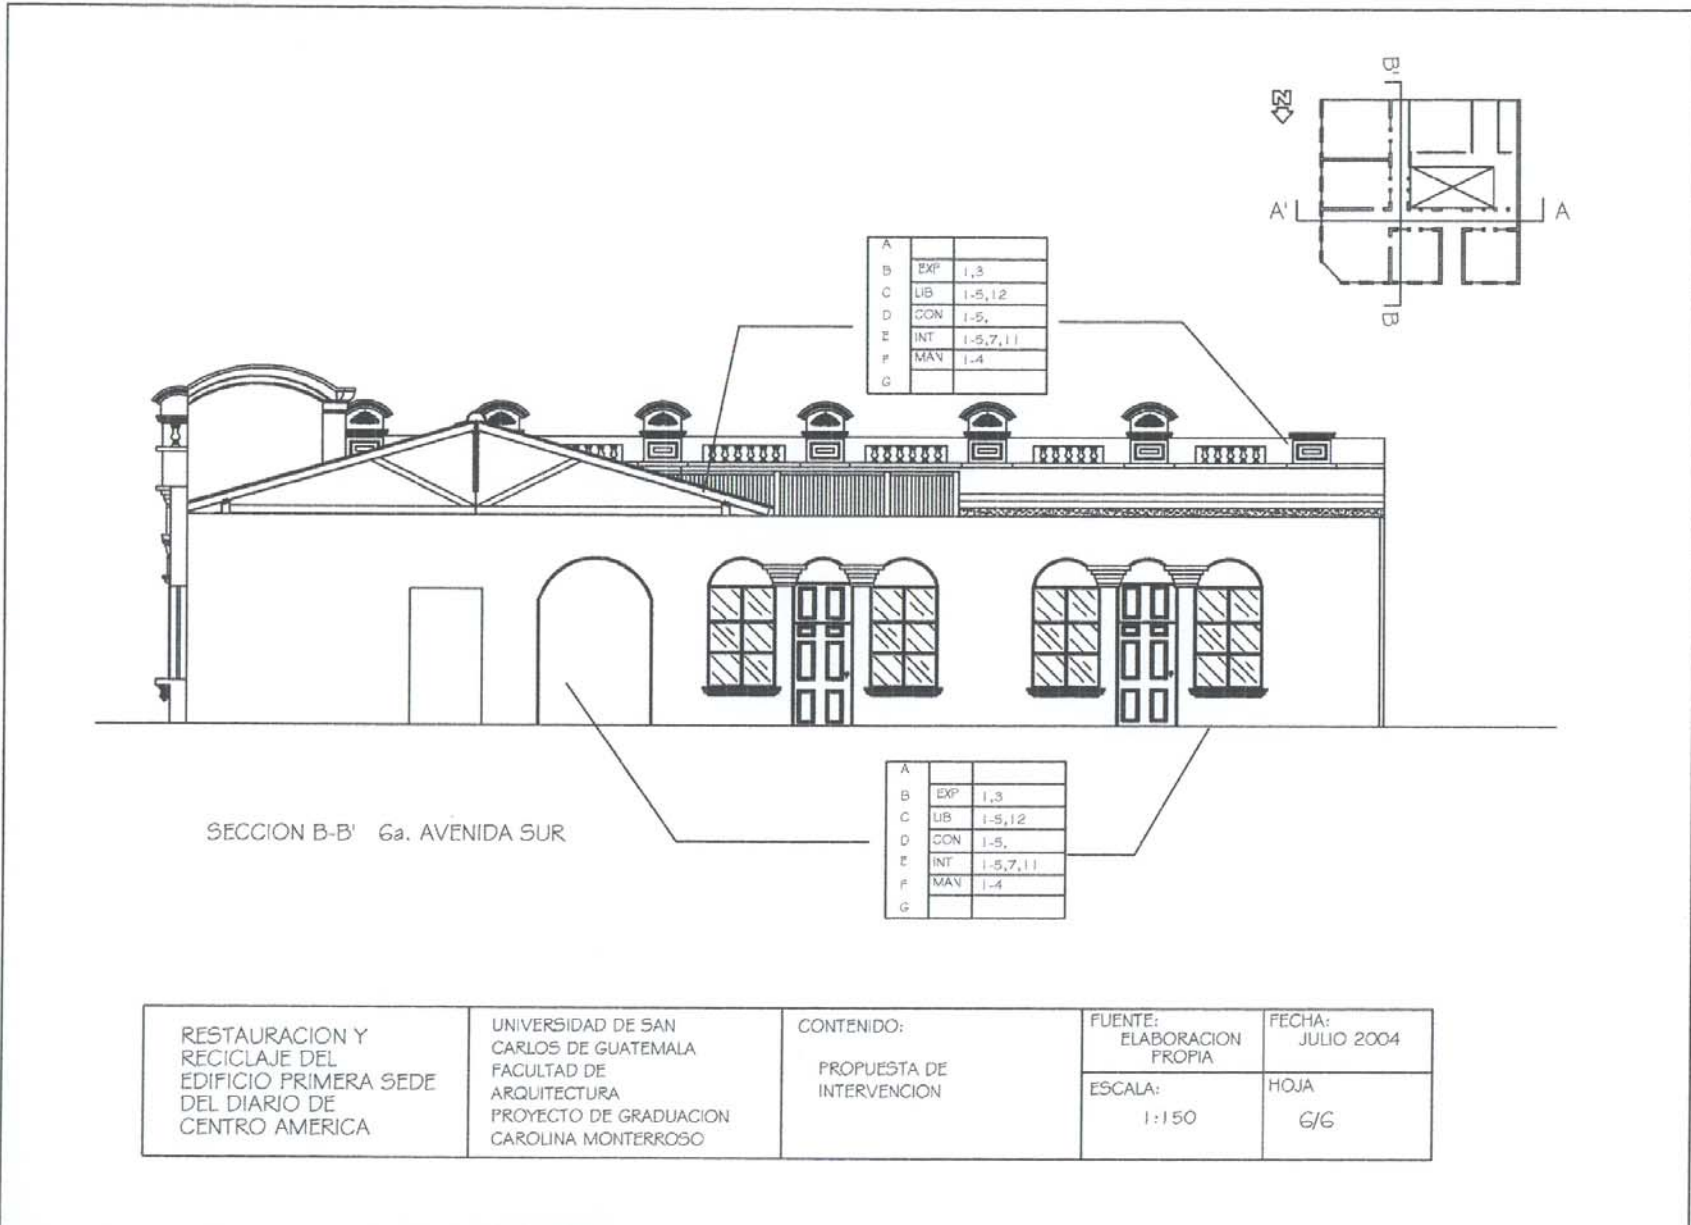 B'
N
A'
A
B
A
B EXP 1,3
C LIB 1-5,12
D CON 1-5,
E INT 1-5,7,11
F MAN 1-4
G
A
B EXP 1,3
C LIB 1-5,12
D CON 1-5,
E INT 1-5,7,11
F MAN 1-4
G
SECCION B-B' 6a. AVENIDA SUR
RESTAURACION Y
RECICLAJE DEL
EDIFICIO PRIMERA SEDE
DEL DIARIO DE
CENTRO AMERICA
UNIVERSIDAD DE SAN
CARLOS DE GUATEMALA
FACULTAD DE
ARQUITECTURA
PROYECTO DE GRADUACION
CAROLINA MONTERROSO
CONTENIDO:
PROPUESTA DE
INTERVENCION
FUENTE:
ELABORACION
PROPIA
FECHA:
JULIO 2004
ESCALA:
1:150
HOJA
6/6